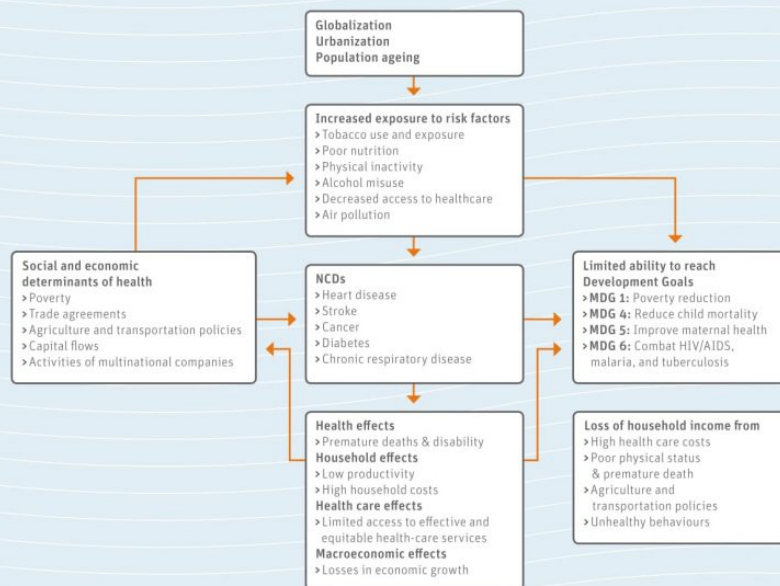 Globalization
Urbanization
Population ageing
Increased exposure to risk factors
> Tobacco use and exposure
> Poor nutrition
> Physical inactivity
> Alcohol misuse
> Decreased access to healthcare
> Air pollution
Social and economic
determinants of health
> Poverty
> Trade agreements
> Agriculture and transportation policies
> Capital flows
> Activities of multinational companies
NCDs
> Heart disease
> Stroke
> Cancer
> Diabetes
> Chronic respiratory disease
Limited ability to reach
Development Goals
> MDG 1: Poverty reduction
> MDG 4: Reduce child mortality
> MDG 5: Improve maternal health
> MDG 6: Combat HIV/AIDS,
malaria, and tuberculosis
Health effects
> Premature deaths & disability
Household effects
> Low productivity
> High household costs
Health care effects
> Limited access to effective and
equitable health-care services
Macroeconomic effects
> Losses in economic growth
Loss of household income from
> High health care costs
> Poor physical status
& premature death
> Agriculture and
transportation policies
> Unhealthy behaviours